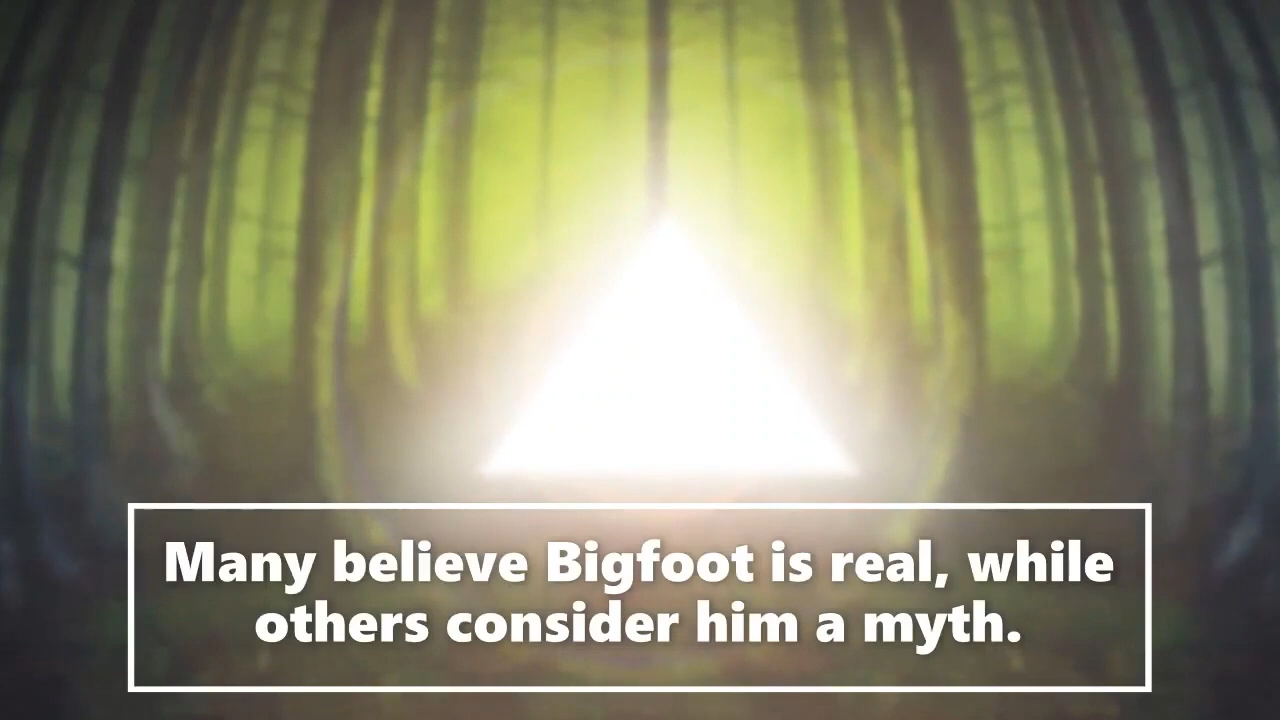 Many believe Bigfoot is real, while
others consider him a myth.